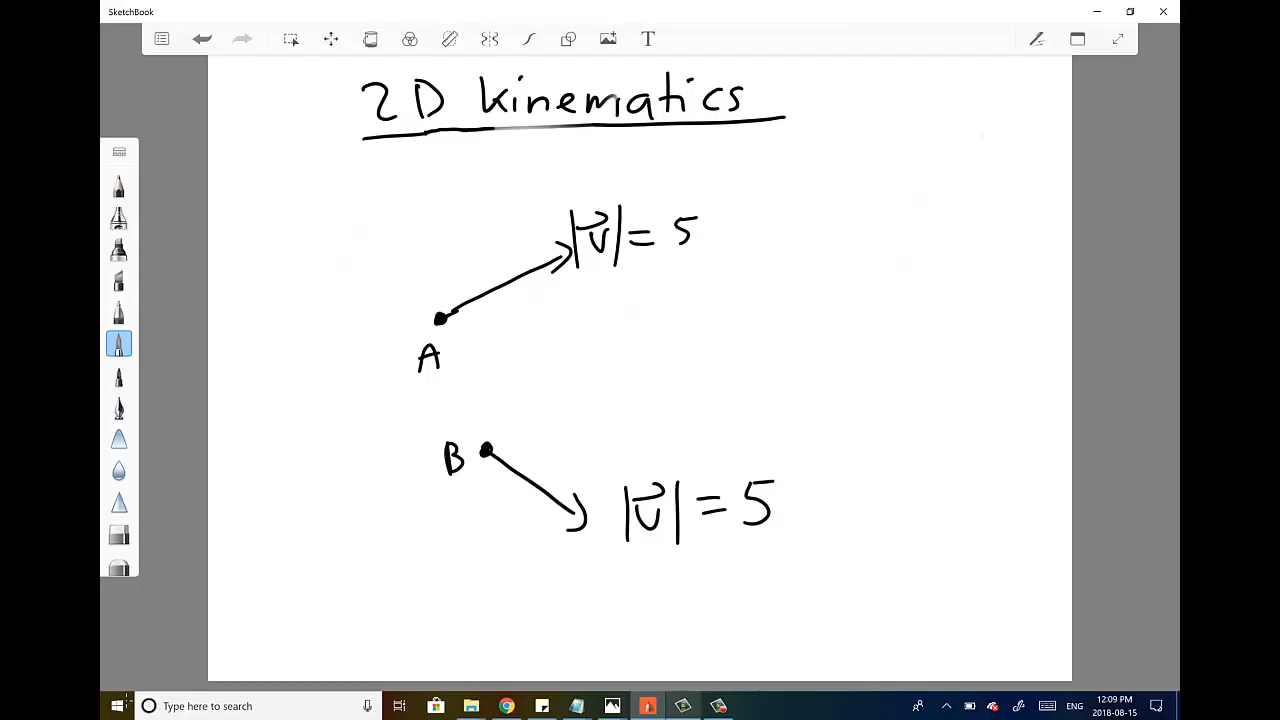 SketchBook
T
2D kinematics
|v⃗| = 5
A
B
|v⃗| = 5
Type here to search
ENG
12:09 PM
2018-08-15